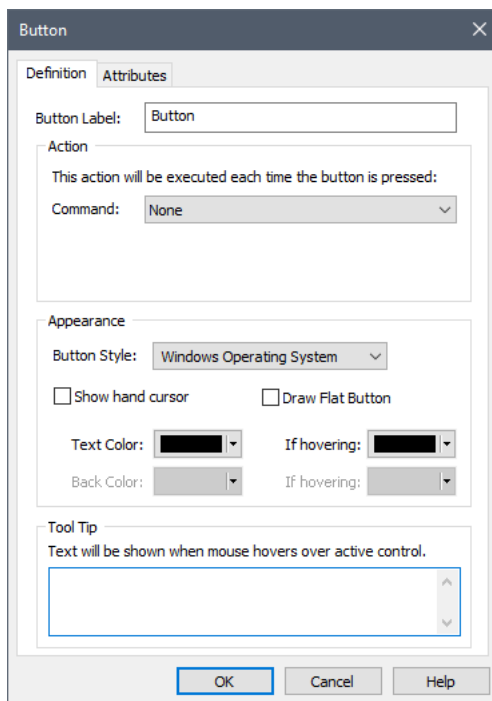 Button
Definition Attributes
Button Label: Button
Action
This action will be executed each time the button is pressed:
Command: None
Appearance
Button Style: Windows Operating System
Show hand cursor Draw Flat Button
Text Color: If hovering:
Back Color: If hovering:
Tool Tip
Text will be shown when mouse hovers over active control.
OK Cancel Help